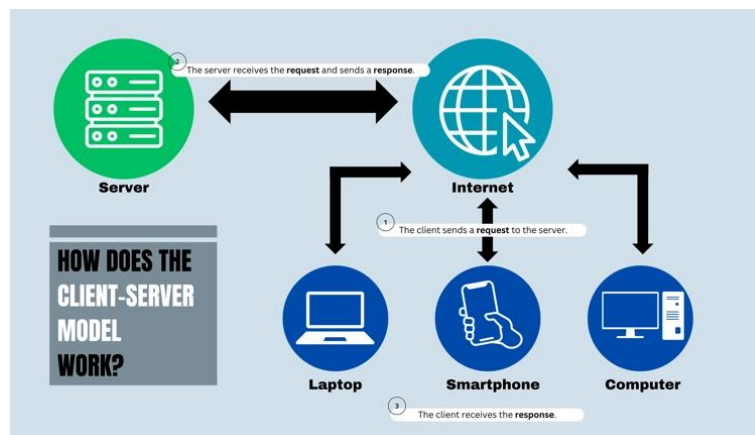 2
The server receives the request and sends a response.
Server
Internet
1
The client sends a request to the server.
HOW DOES THE
CLIENT-SERVER
MODEL
WORK?
Laptop
Smartphone
Computer
3
The client receives the response.